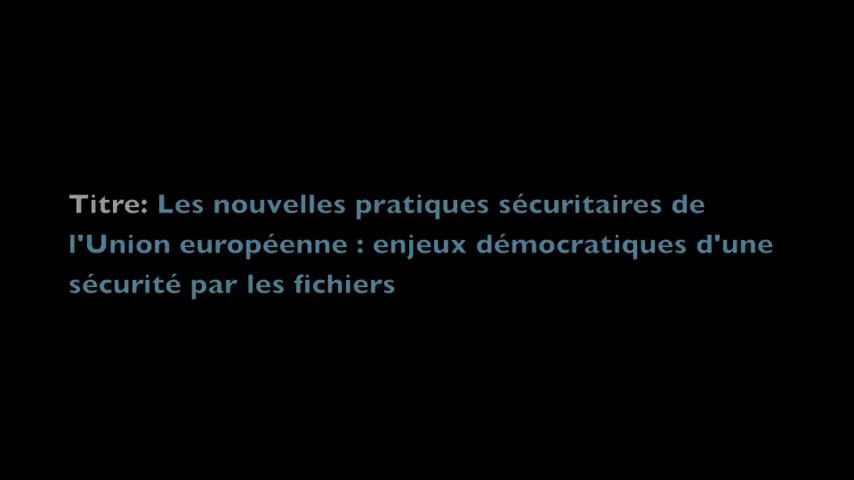 Titre: Les nouvelles pratiques sécuritaires de
l'Union européenne : enjeux démocratiques d'une
sécurité par les fichiers